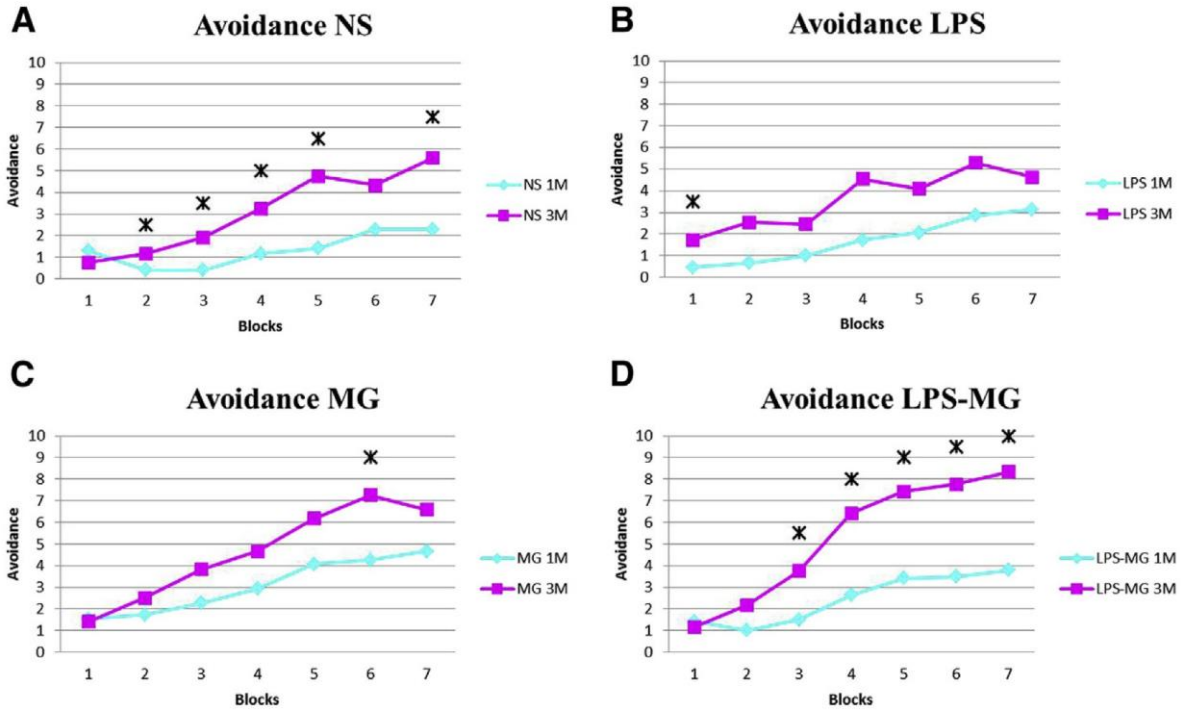 A
Avoidance NS
10
9
8
7
6
5
4
3
2
1
0
Avoidance
1 2 3 4 5 6 7
Blocks
NS 1M
NS 3M
B
Avoidance LPS
10
9
8
7
6
5
4
3
2
1
0
Avoidance
1 2 3 4 5 6 7
Blocks
LPS 1M
LPS 3M
C
Avoidance MG
10
9
8
7
6
5
4
3
2
1
0
Avoidance
1 2 3 4 5 6 7
Blocks
MG 1M
MG 3M
D
Avoidance LPS-MG
10
9
8
7
6
5
4
3
2
1
0
Avoidance
1 2 3 4 5 6 7
Blocks
LPS-MG 1M
LPS-MG 3M